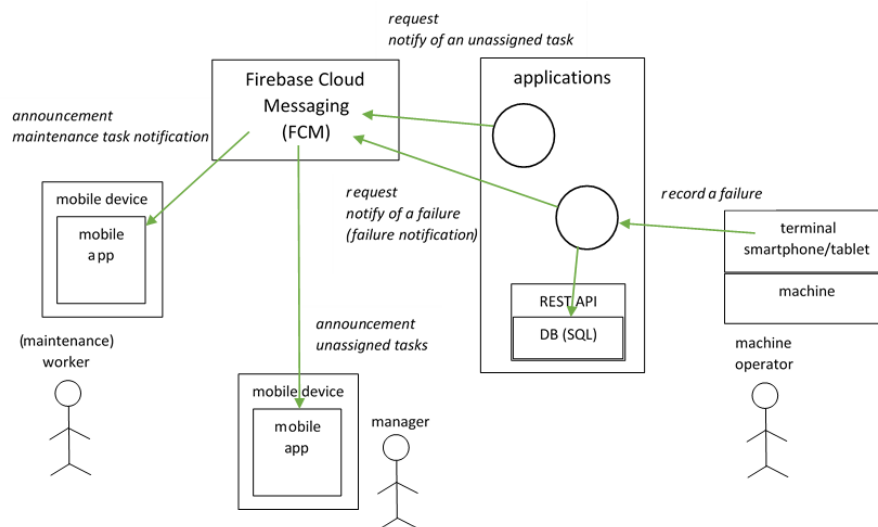 request
notify of an unassigned task
Firebase Cloud
Messaging
(FCM)
applications
announcement
maintenance task notification
mobile device
mobile
app
request
notify of a failure
(failure notification)
record a failure
terminal
smartphone/tablet
machine
REST API
DB (SQL)
(maintenance)
worker
announcement
unassigned tasks
machine
operator
mobile device
mobile
app
manager